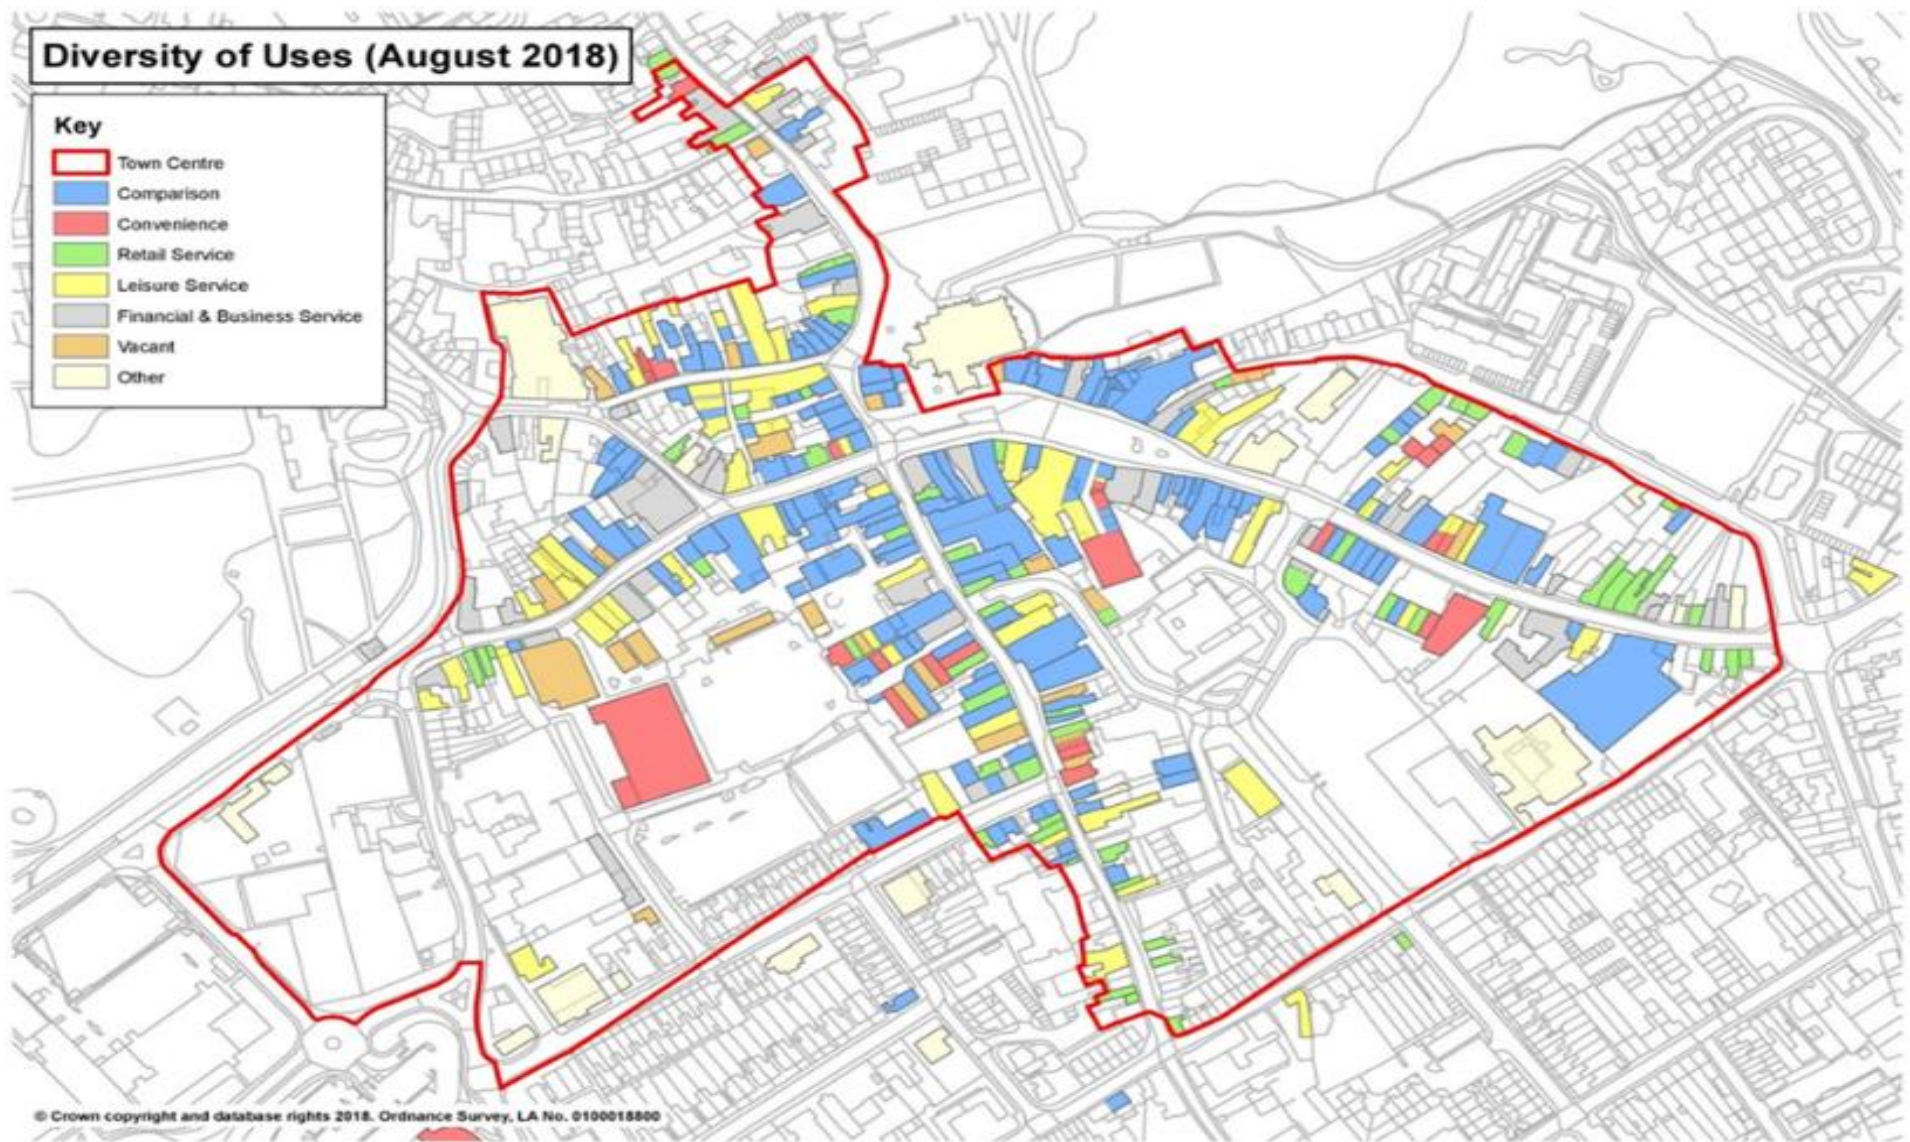 Diversity of Uses (August 2018)
Key
Town Centre
Comparison
Convenience
Retail Service
Leisure Service
Financial & Business Service
Vacant
Other
© Crown copyright and database rights 2018. Ordnance Survey, LA No. 0100018800